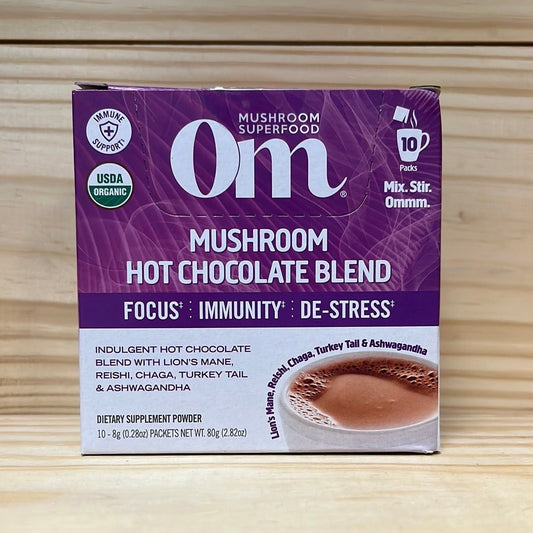 IMMUNE
SUPPORT‡
USDA
ORGANIC
MUSHROOM
SUPERFOOD
Om®
10
Packs
Mix. Stir.
Ommm.
MUSHROOM
HOT CHOCOLATE BLEND
FOCUS‡ IMMUNITY‡ DE-STRESS‡
INDULGENT HOT CHOCOLATE
BLEND WITH LION'S MANE,
REISHI, CHAGA, TURKEY TAIL
& ASHWAGANDHA
Lion's Mane, Reishi, Chaga, Turkey Tail & Ashwagandha
DIETARY SUPPLEMENT POWDER
10 - 8g (0.28oz) PACKETS NET WT. 80g (2.82oz)